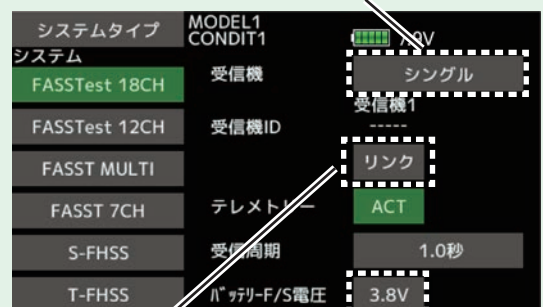 システムタイプ
MODEL1
CONDIT1
システム
FASSTest 18CH
受信機
シングル
受信機1
FASSTest 12CH
受信機ID
-----
FASST MULTI
リンク
FASST 7CH
テレメトリー
ACT
S-FHSS
受信周期
1.0秒
T-FHSS
バッテリーF/S電圧
3.8V